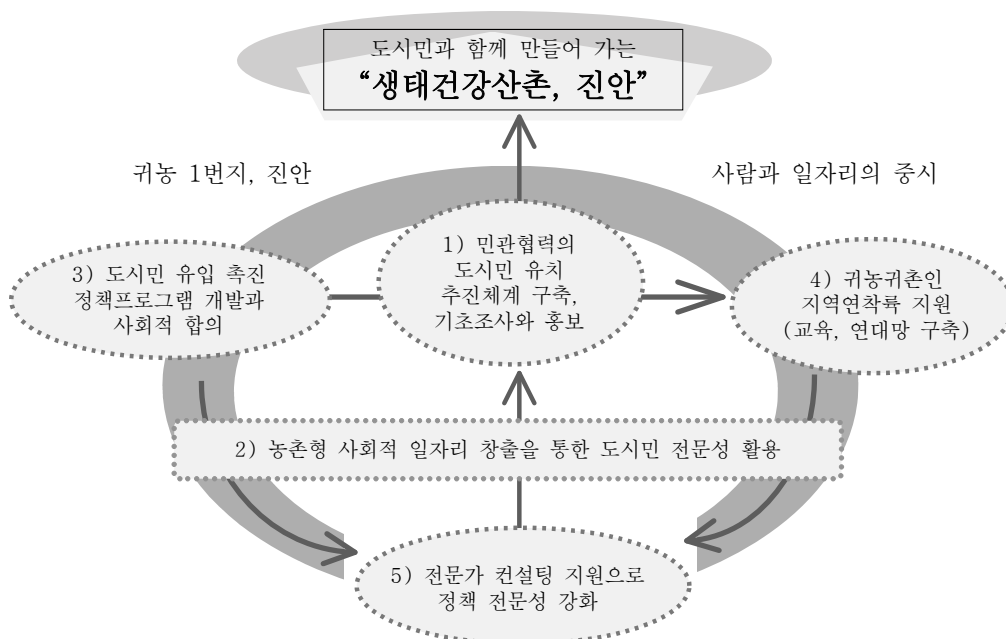 도시민과 함께 만들어 가는
“생태건강산촌, 진안”
귀농 1번지, 진안
사람과 일자리의 중시
1) 민관협력의
도시민 유치
추진체계 구축,
기초조사와 홍보
3) 도시민 유입 촉진
정책프로그램 개발과
사회적 합의
4) 귀농귀촌인
지역연착륙 지원
(교육, 연대망 구축)
2) 농촌형 사회적 일자리 창출을 통한 도시민 전문성 활용
5) 전문가 컨설팅 지원으로
정책 전문성 강화